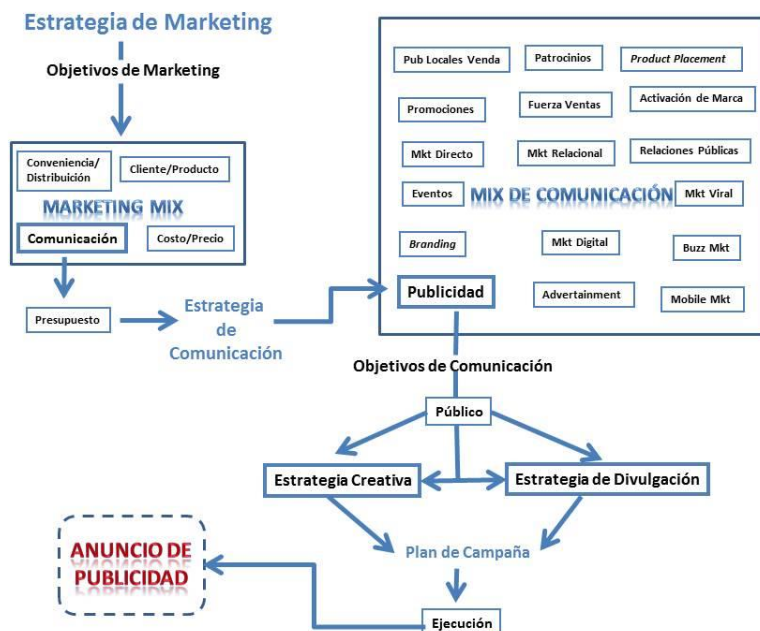 Estrategia de Marketing
Objetivos de Marketing
Conveniencia/
Distribuición
Cliente/Producto
MARKETING MIX
Comunicación
Costo/Precio
Presupuesto
Estrategia
de
Comunicación
Pub Locales Venda
Patrocinios
Product Placement
Promociones
Fuerza Ventas
Activación de Marca
Mkt Directo
Mkt Relacional
Relaciones Públicas
Eventos
MIX DE COMUNICACIÓN
Mkt Viral
Branding
Mkt Digital
Buzz Mkt
Publicidad
Advertainment
Mobile Mkt
Objetivos de Comunicación
Público
Estrategia Creativa
Estrategia de Divulgación
Plan de Campaña
Ejecución
ANUNCIO DE
PUBLICIDAD